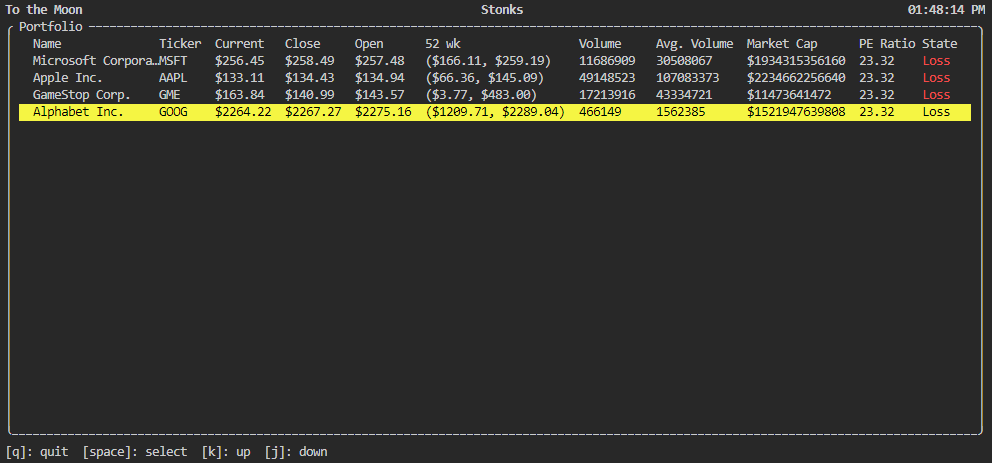 To the Moon Stonks 01:48:14 PM
Portfolio
Name Ticker Current Close Open 52 wk Volume Avg. Volume Market Cap PE Ratio State
Microsoft Corpora…MSFT $256.45 $258.49 $257.48 ($166.11, $259.19) 11686909 30508067 $1934315356160 23.32 Loss
Apple Inc. AAPL $133.11 $134.43 $134.94 ($66.36, $145.09) 49148523 107083373 $2234662256640 23.32 Loss
GameStop Corp. GME $163.84 $140.99 $143.57 ($3.77, $483.00) 17213916 43334721 $11473641472 23.32 Loss
Alphabet Inc. GOOG $2264.22 $2267.27 $2275.16 ($1209.71, $2289.04) 466149 1562385 $1521947639808 23.32 Loss
[q]: quit [space]: select [k]: up [j]: down